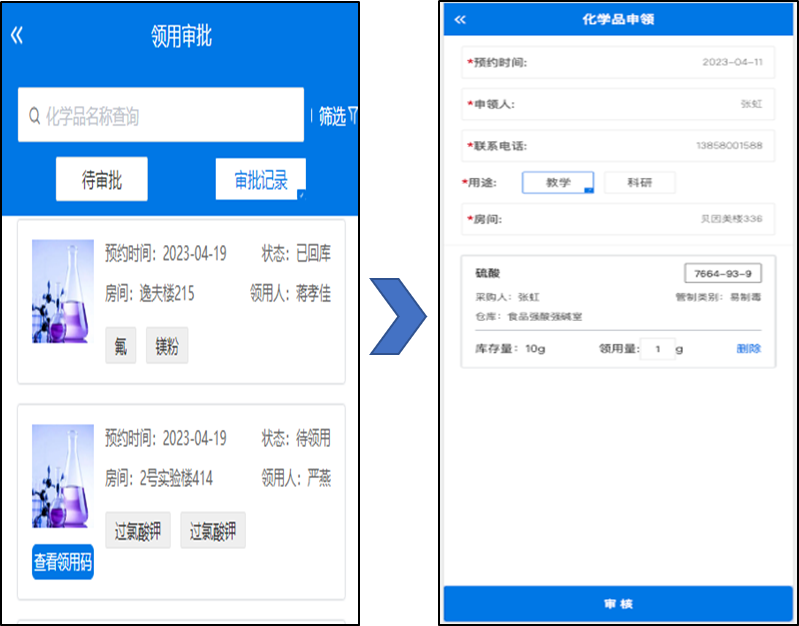 领用审批
化学品名称查询
筛选
待审批
审批记录
预约时间：2023-04-19 状态：已回库
房间：逸夫楼215 领用人：蒋孝佳
氟 镁粉
预约时间：2023-04-19 状态：待领用
房间：2号实验楼414 领用人：严燕
过氯酸钾 过氯酸钾
查看领用码
化学品申领
*预约时间: 2023-04-11
*申领人: 张虹
*联系电话: 13858001588
*用途: 教学 科研
*房间: 贝因美楼336
硫酸 7664-93-9
采购人：张虹 管制类别：易制毒
仓库：食品强酸强碱室
库存量：10g 领用量: 1 g 删除
审 核